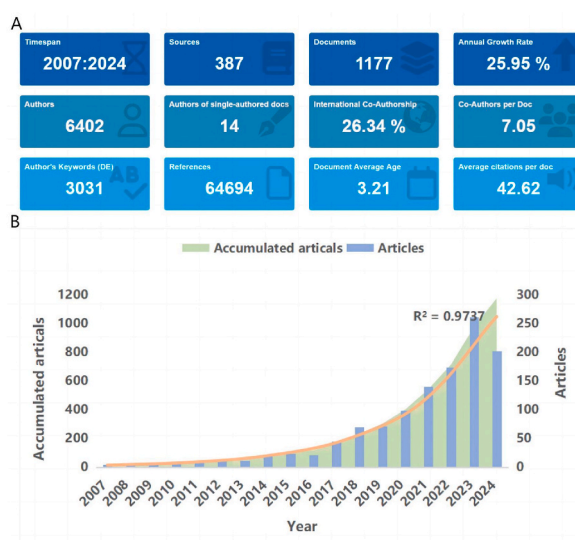 A
Timespan
2007:2024
Sources
387
Documents
1177
Annual Growth Rate
25.95 %
Authors
6402
Authors of single-authored docs
14
International Co-Authorship
26.34 %
Co-Authors per Doc
7.05
Author's Keywords (DE)
3031
AB
References
64694
Document Average Age
3.21
Average citations per doc
42.62
B
Accumulated articals
Articles
1200
1000
800
600
400
200
0
Accumulated articals
R² = 0.9737
300
250
200
150
100
50
0
Articles
2007
2008
2009
2010
2011
2012
2013
2014
2015
2016
2017
2018
2019
2020
2021
2022
2023
2024
Year